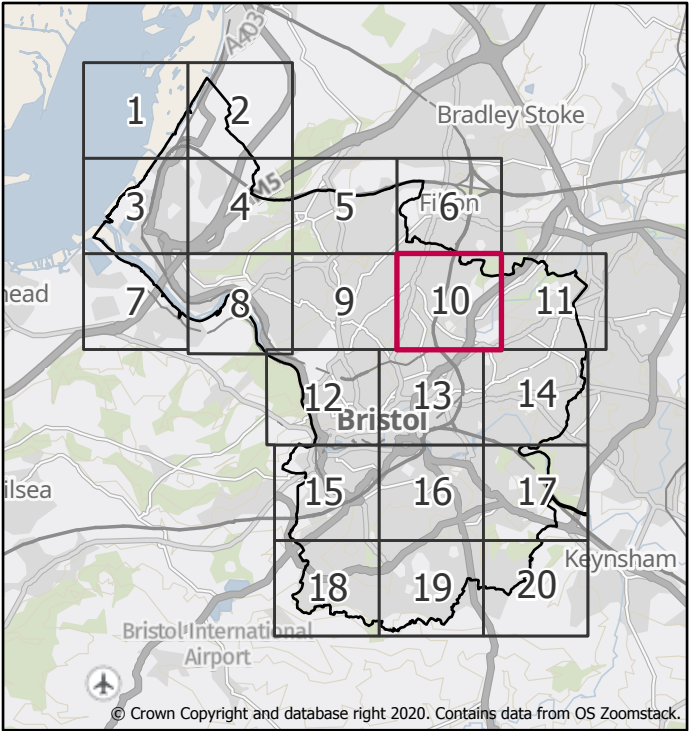 A403
1
2
Bradley Stoke
M5
3
4
5
Filton
6
head
7
8
9
10
11
12
13
14
Bristol
ilsea
15
16
17
Keynsham
18
19
20
Bristol International
Airport
© Crown Copyright and database right 2020. Contains data from OS Zoomstack.